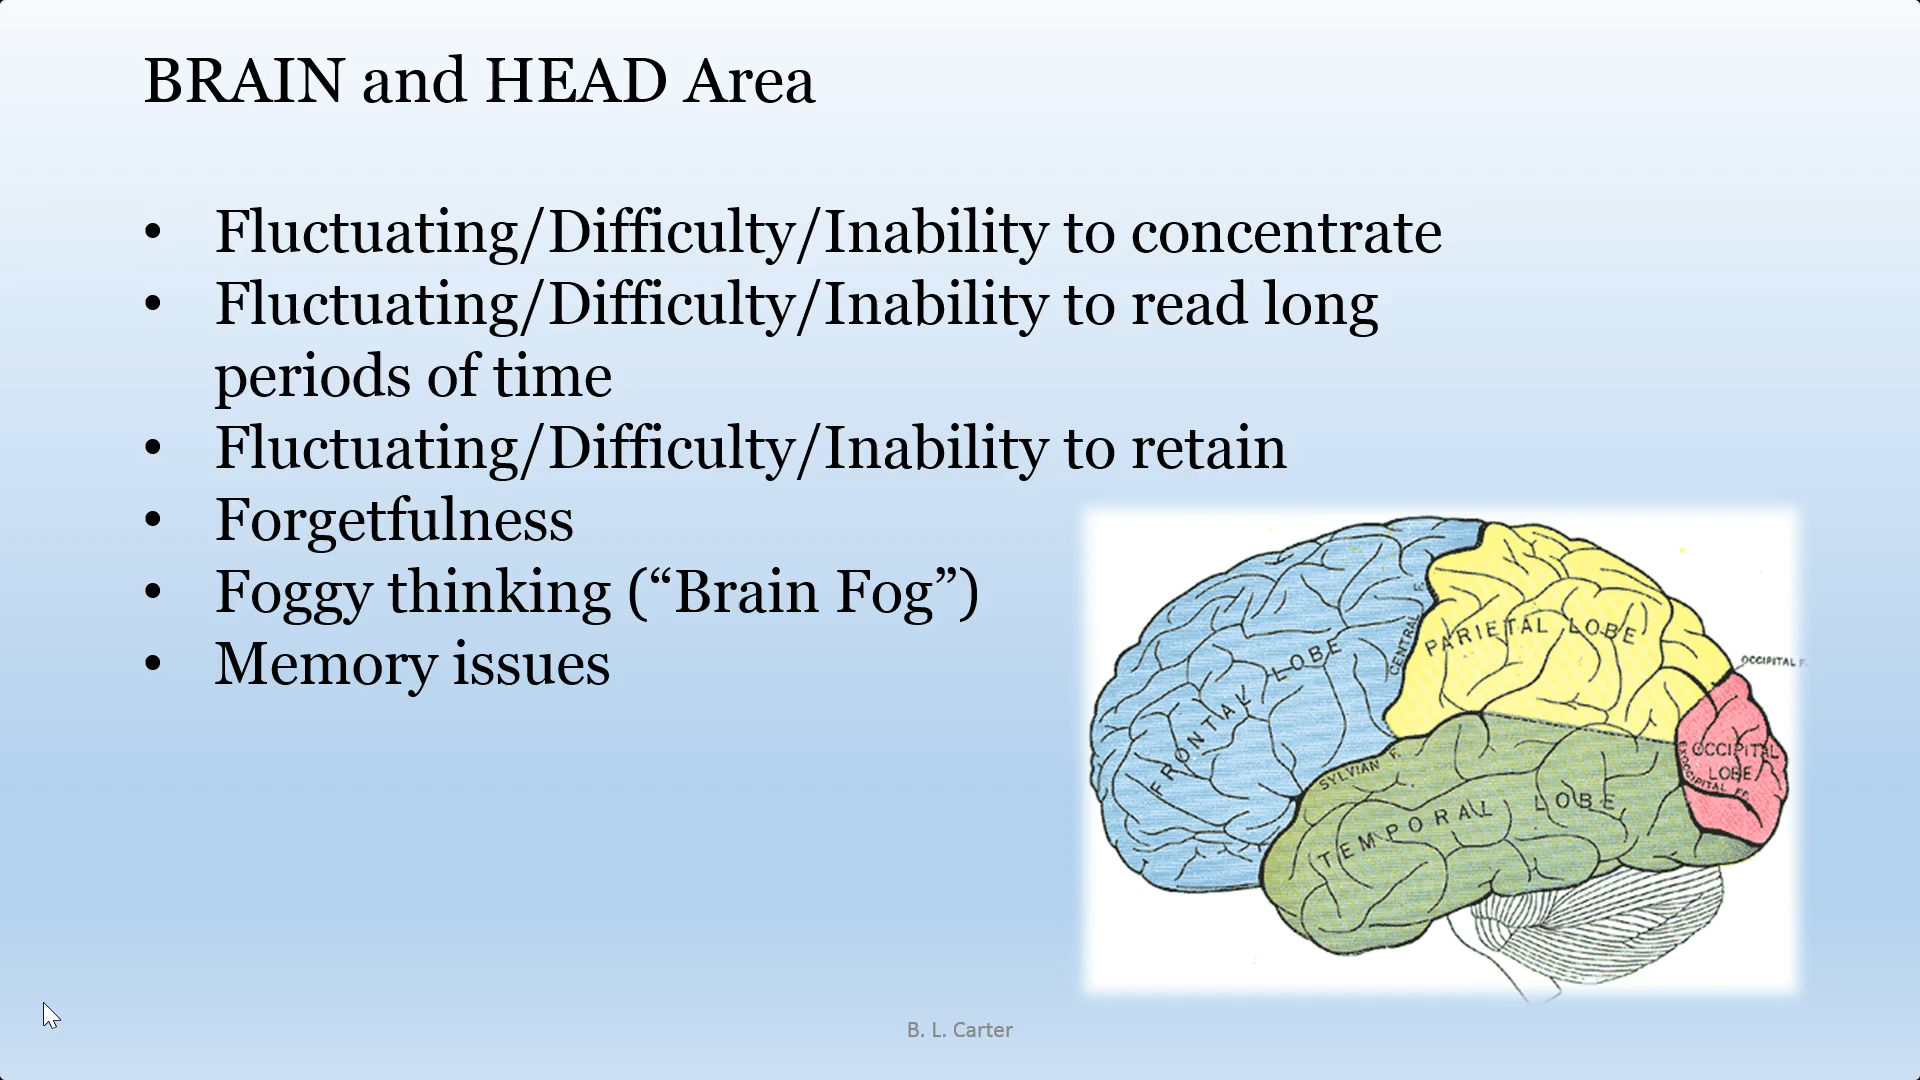 BRAIN and HEAD Area
• Fluctuating/Difficulty/Inability to concentrate
• Fluctuating/Difficulty/Inability to read long
periods of time
• Fluctuating/Difficulty/Inability to retain
• Forgetfulness
• Foggy thinking (“Brain Fog”)
• Memory issues
FRONTAL LOBE
CENTRAL F.
PARIETAL LOBE
OCCIPITAL F.
OCCIPITAL
LOBE
SYLVIAN F.
TEMPORAL LOBE
B. L. Carter